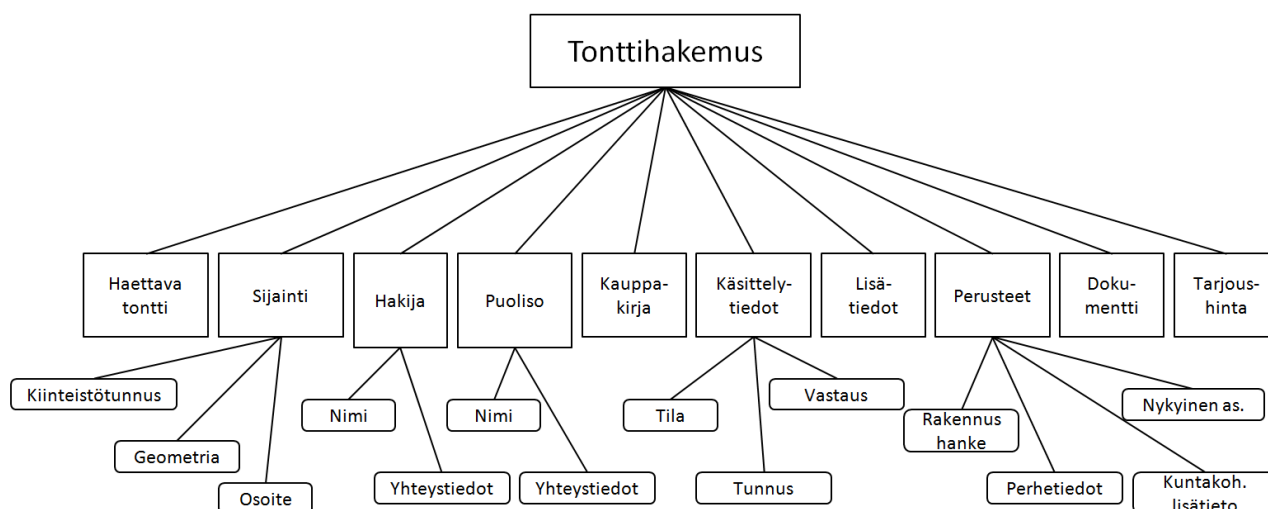 Tonttihakemus
Haettava
tontti
Sijainti
Hakija
Puoliso
Kauppa-
kirja
Käsittely-
tiedot
Lisä-
tiedot
Perusteet
Doku-
mentti
Tarjous-
hinta
Kiinteistötunnus
Geometria
Osoite
Nimi
Yhteystiedot
Nimi
Yhteystiedot
Tila
Tunnus
Vastaus
Rakennus
hanke
Perhetiedot
Kuntakoh.
lisätieto
Nykyinen as.